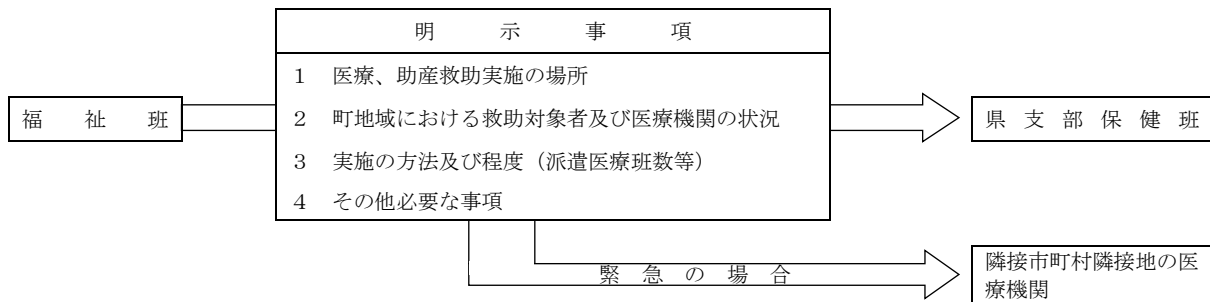 明示事項
1 医療、助産救助実施の場所
福祉班
2 町地域における救助対象者及び医療機関の状況
県支部保健班
3 実施の方法及び程度（派遣医療班数等）
4 その他必要な事項
緊急の場合
隣接市町村隣接地の医
療機関